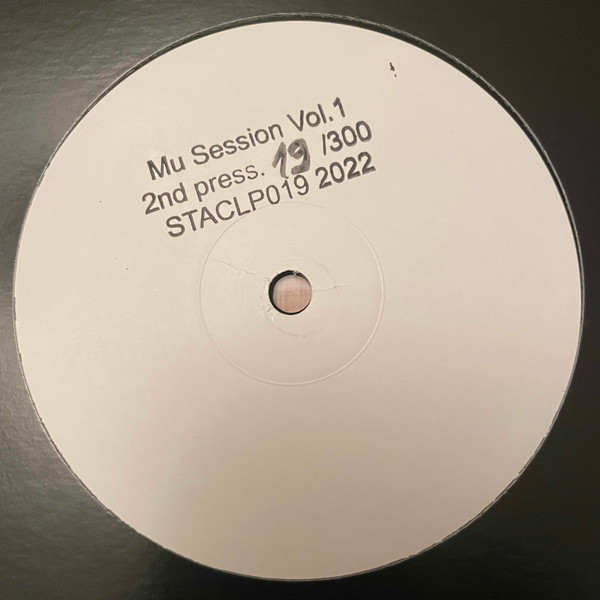 Mu Session Vol.1
2nd press. 19 /300
STACLP019 2022